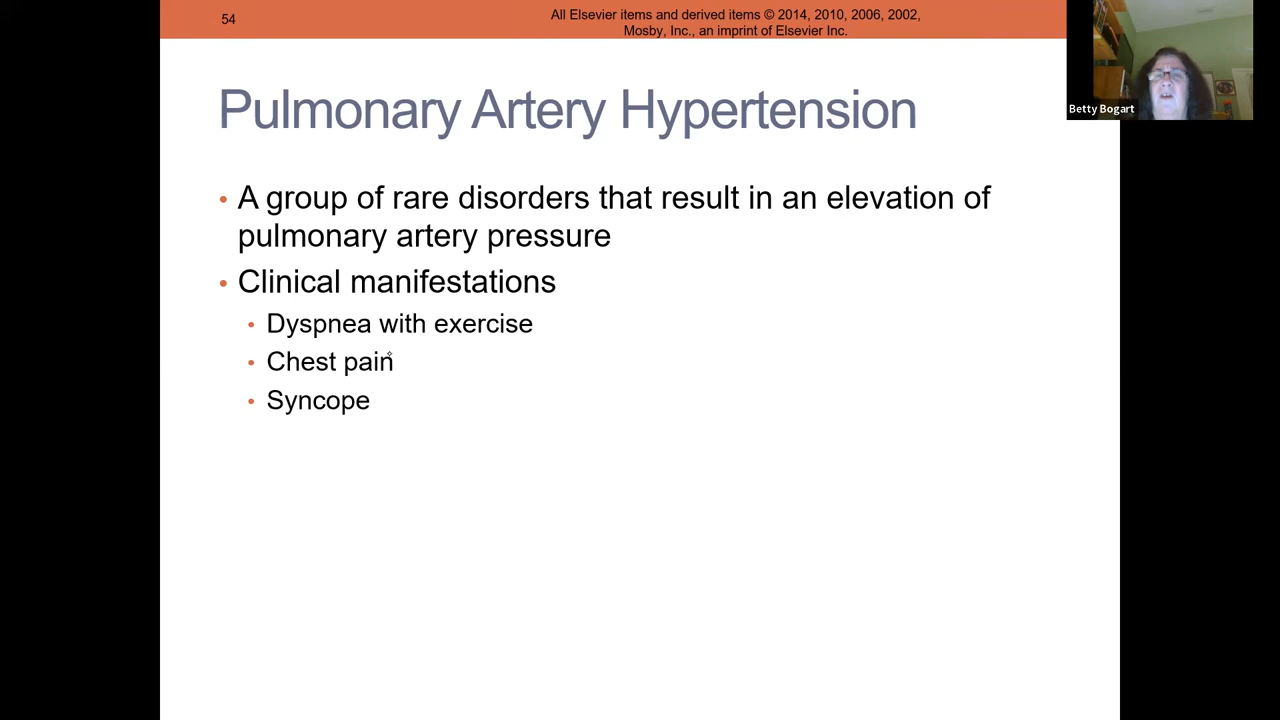 54
All Elsevier items and derived items © 2014, 2010, 2006, 2002,
Mosby, Inc., an imprint of Elsevier Inc.
Betty Bogart
Pulmonary Artery Hypertension
• A group of rare disorders that result in an elevation of
pulmonary artery pressure
• Clinical manifestations
• Dyspnea with exercise
• Chest pain
• Syncope